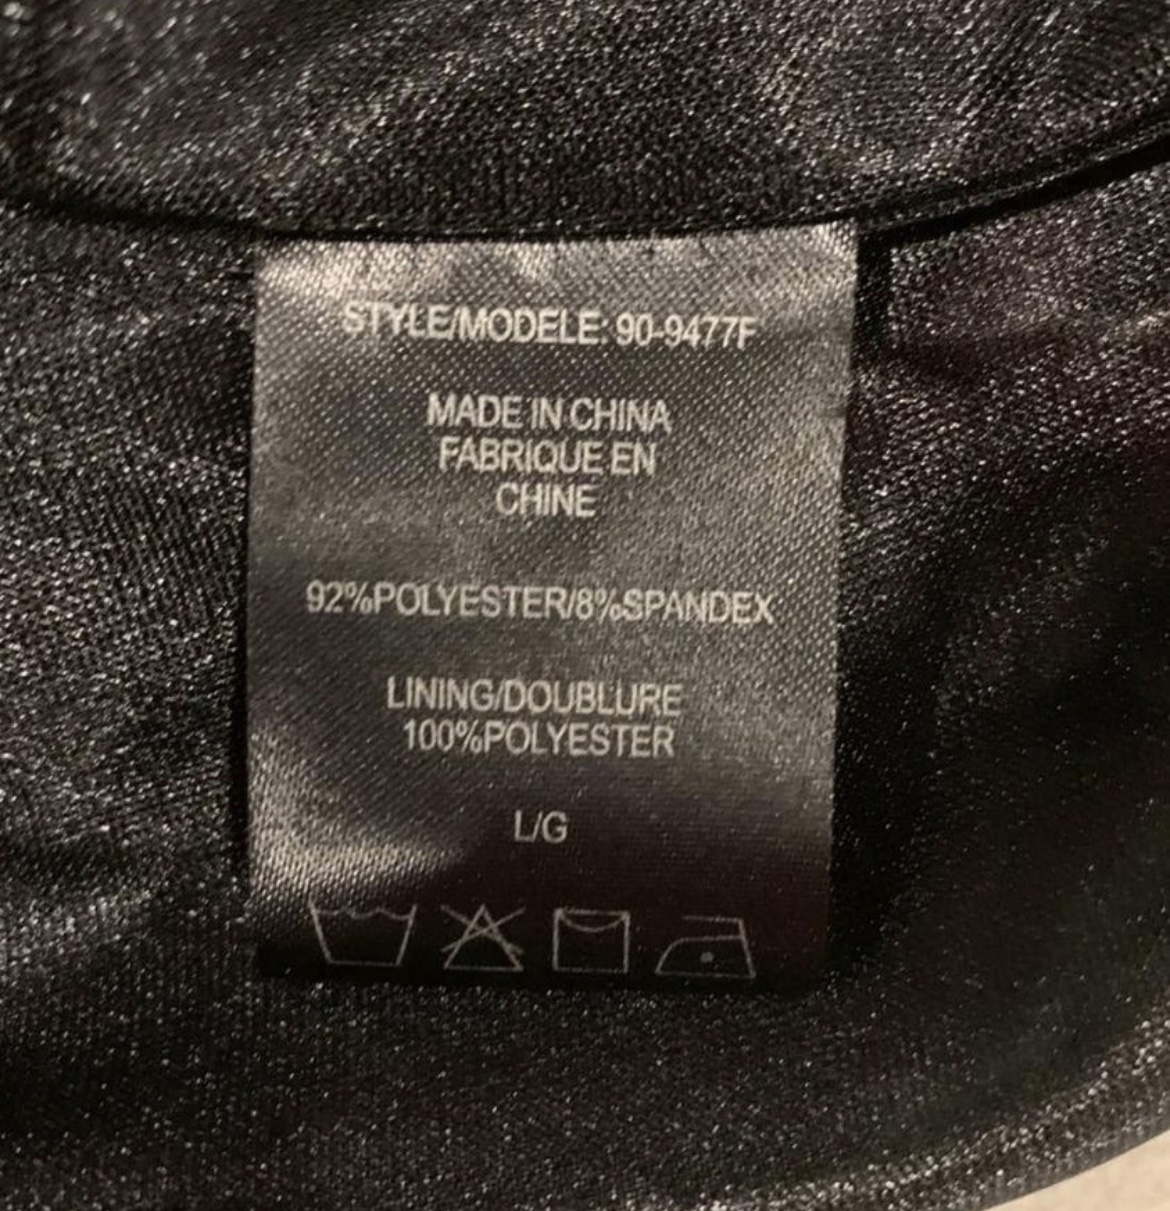 STYLE/MODELE: 90-9477F
MADE IN CHINA
FABRIQUE EN
CHINE
92%POLYESTER/8%SPANDEX
LINING/DOUBLURE
100%POLYESTER
L/G